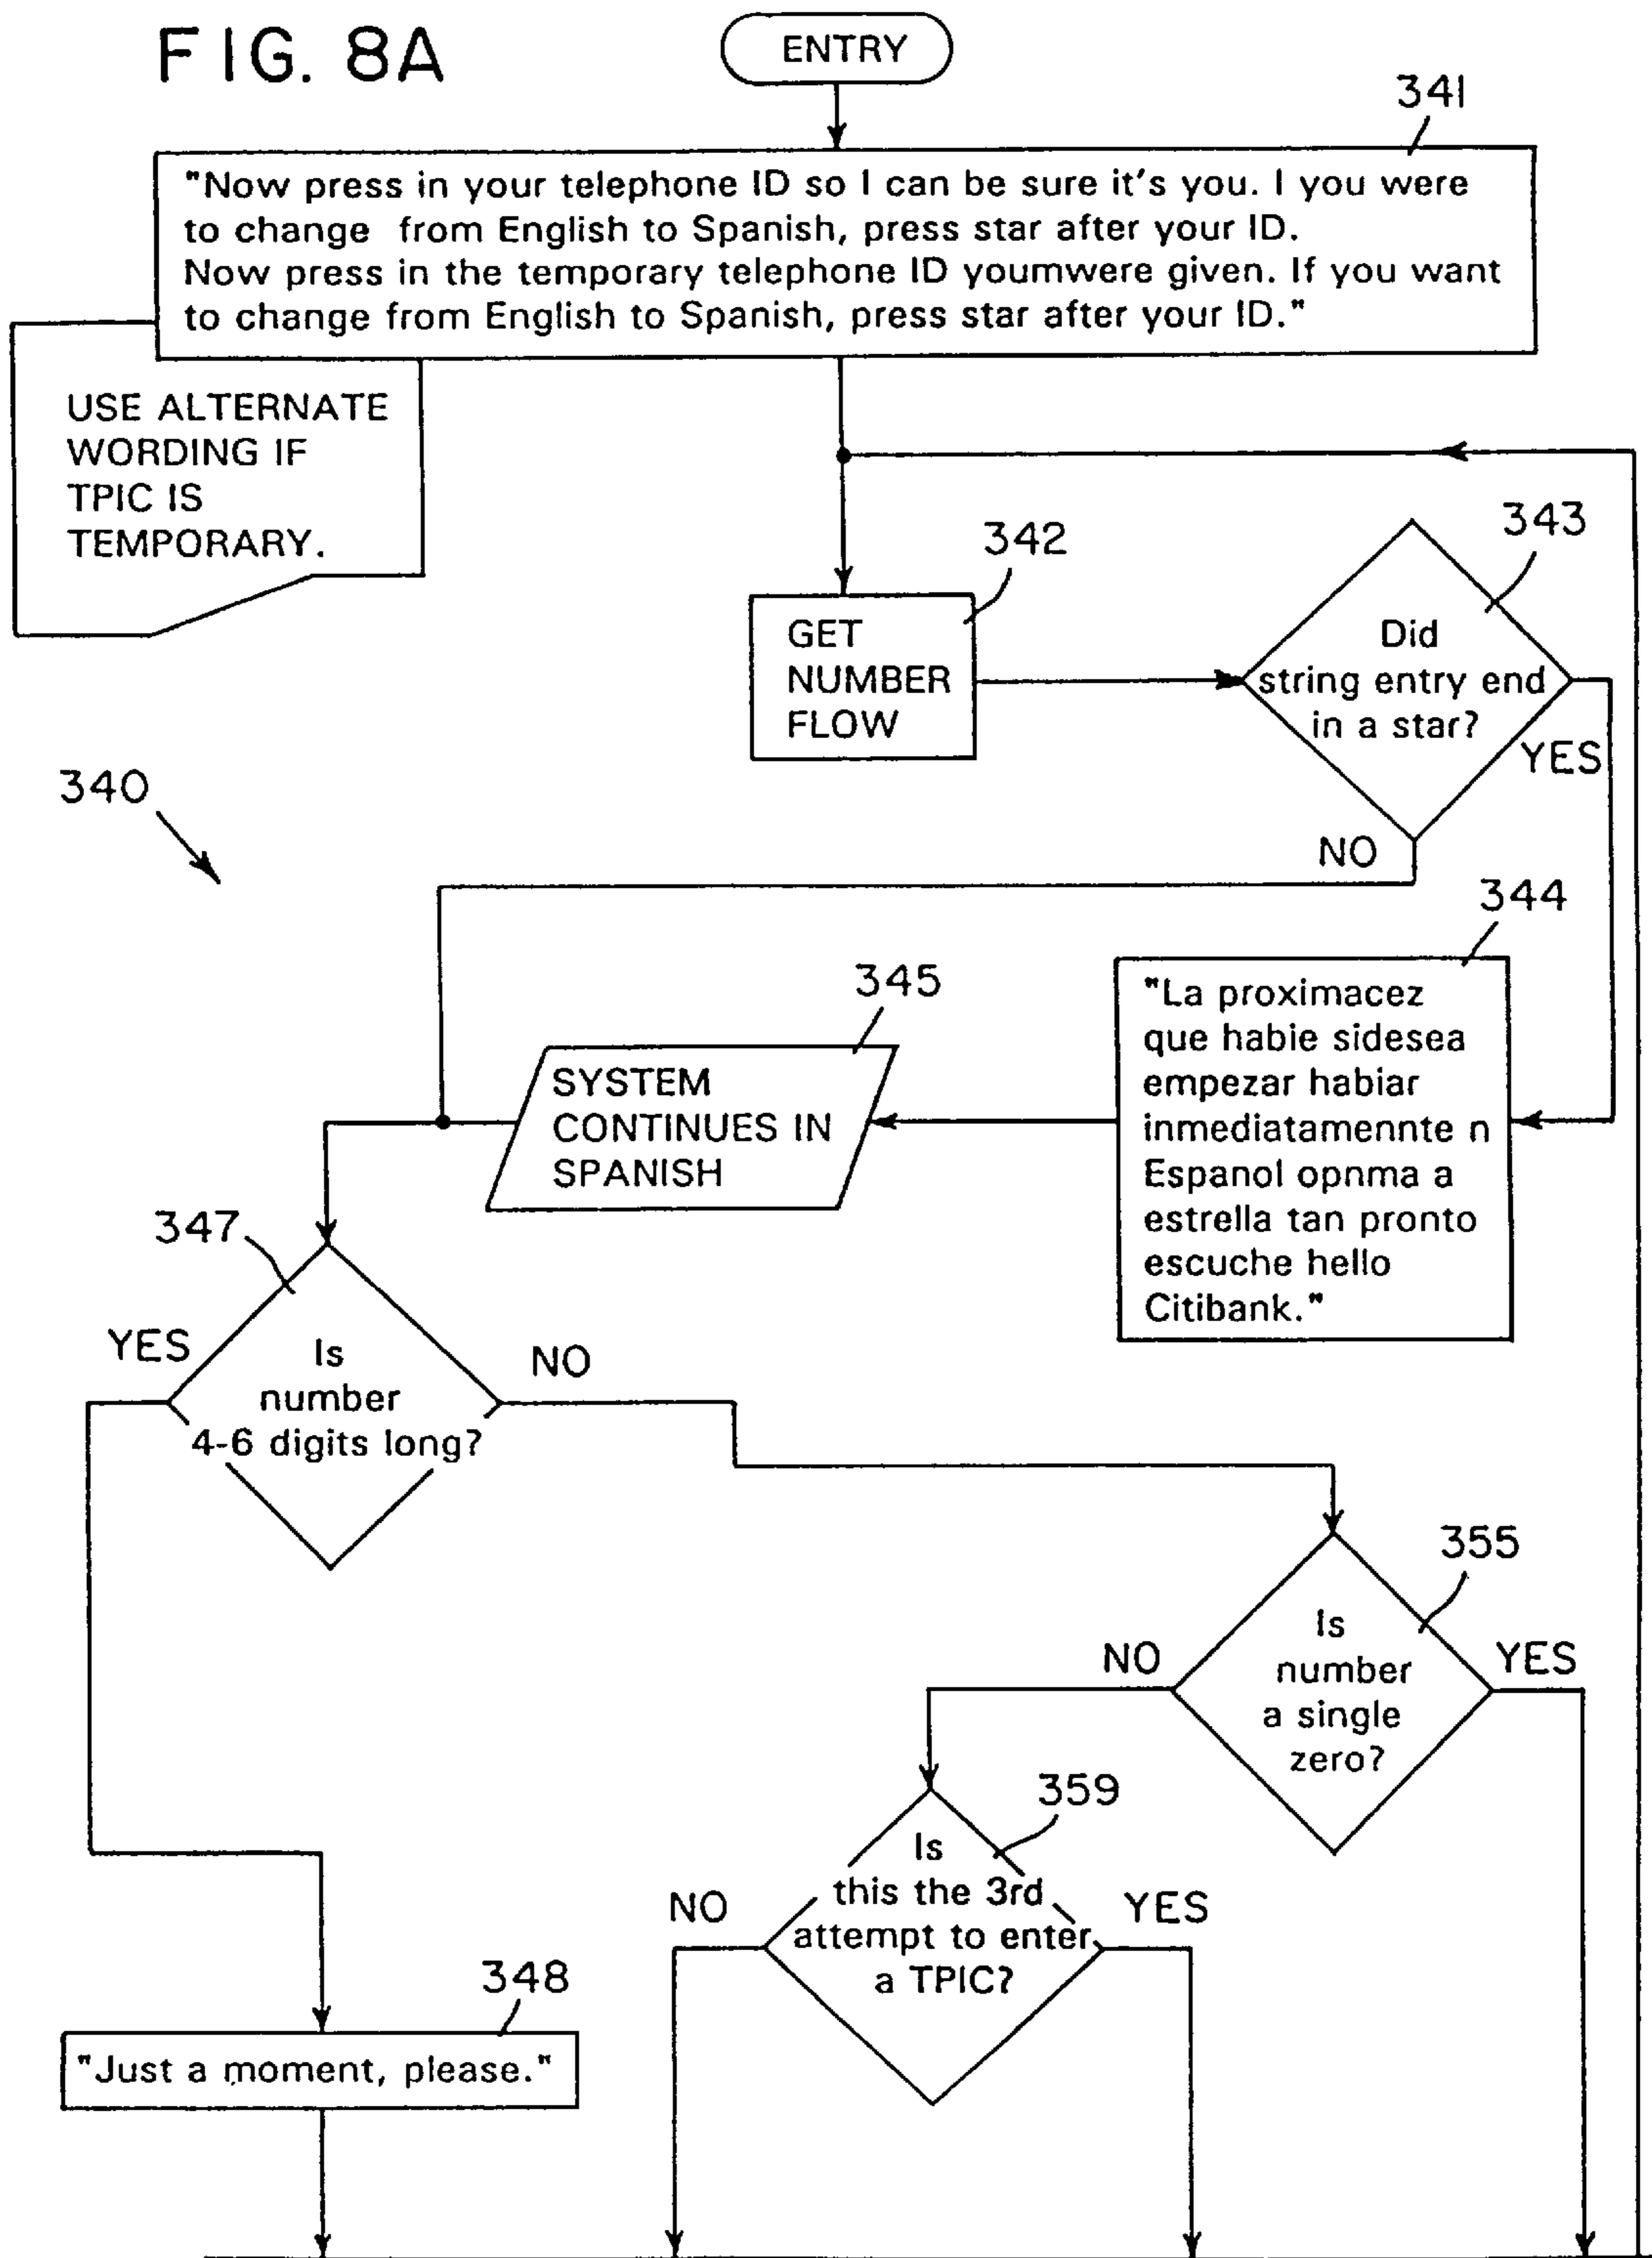 FIG. 8A
ENTRY
341
"Now press in your telephone ID so I can be sure it's you. I you were
to change from English to Spanish, press star after your ID.
Now press in the temporary telephone ID youmwere given. If you want
to change from English to Spanish, press star after your ID."
USE ALTERNATE
WORDING IF
TPIC IS
TEMPORARY.
342
GET
NUMBER
FLOW
343
Did
string entry end
in a star?
YES
NO
340
344
"La proximacez
que habie sidesea
empezar habiar
inmediatamennte n
Espanol opnma a
estrella tan pronto
escuche hello
Citibank."
345
SYSTEM
CONTINUES IN
SPANISH
347
Is
number
4-6 digits long?
YES
NO
355
Is
number
a single
zero?
NO
YES
359
Is
this the 3rd
attempt to enter
a TPIC?
NO
YES
348
"Just a moment, please."